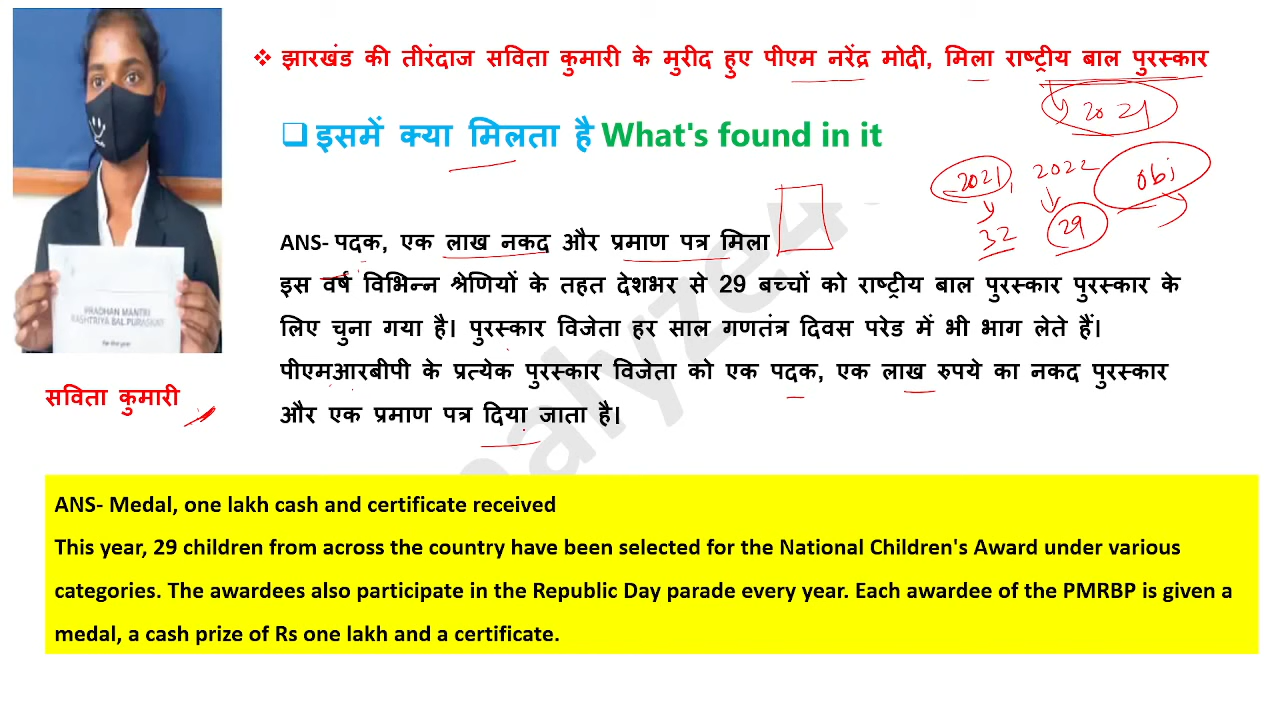 ❖ झारखंड की तीरंदाज सविता कुमारी के मुरीद हुए पीएम नरेंद्र मोदी, मिला राष्ट्रीय बाल पुरस्कार
2021
❑ इसमें क्या मिलता है What's found in it
2021, 2022 obj
32 29
ANS- पदक, एक लाख नकद और प्रमाण पत्र मिला
इस वर्ष विभिन्न श्रेणियों के तहत देशभर से 29 बच्चों को राष्ट्रीय बाल पुरस्कार पुरस्कार के
लिए चुना गया है। पुरस्कार विजेता हर साल गणतंत्र दिवस परेड में भी भाग लेते हैं।
पीएमआरबीपी के प्रत्येक पुरस्कार विजेता को एक पदक, एक लाख रुपये का नकद पुरस्कार
और एक प्रमाण पत्र दिया जाता है।
PRADHAN MANTRI
RASHTRIYA BAL PURASKAR
for the year
सविता कुमारी
ANS- Medal, one lakh cash and certificate received
This year, 29 children from across the country have been selected for the National Children's Award under various
categories. The awardees also participate in the Republic Day parade every year. Each awardee of the PMRBP is given a
medal, a cash prize of Rs one lakh and a certificate.